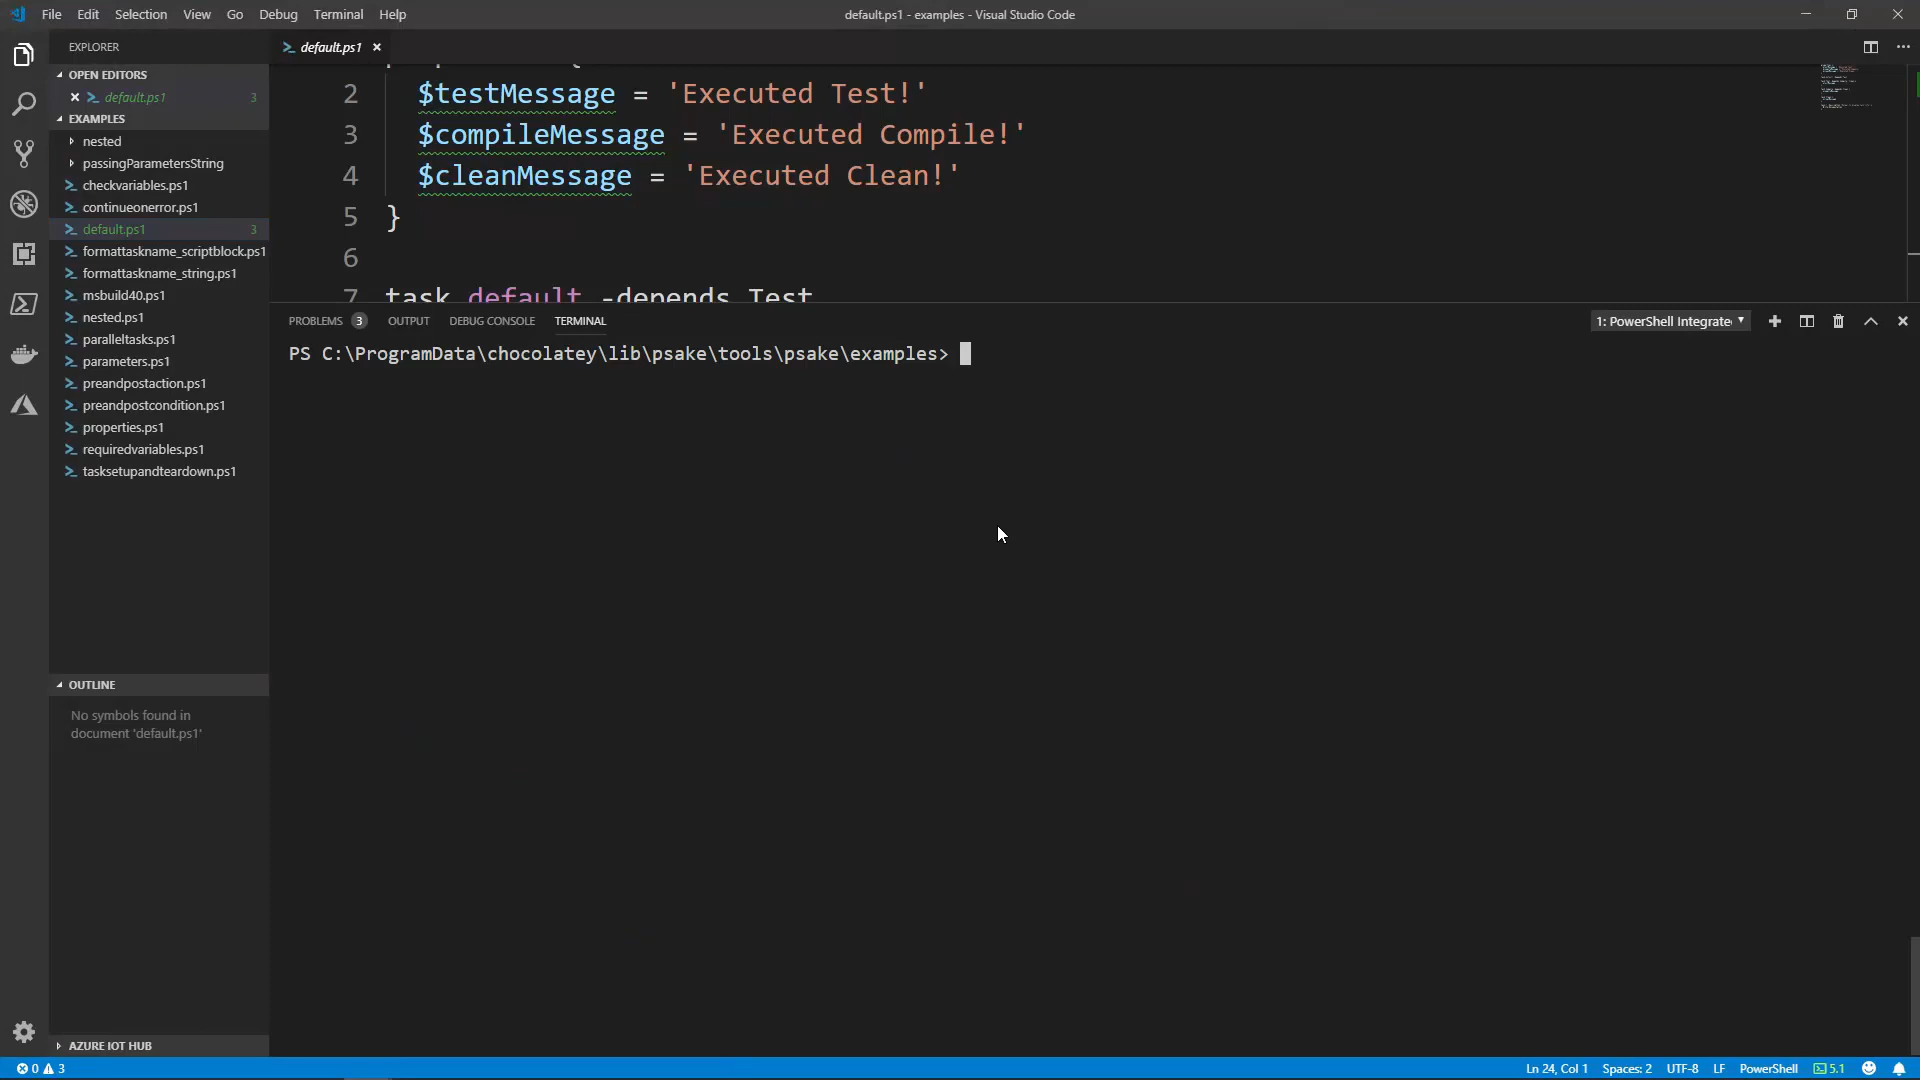 File Edit Selection View Go Debug Terminal Help
default.ps1 - examples - Visual Studio Code
EXPLORER
OPEN EDITORS
default.ps1 3
EXAMPLES
nested
passingParametersString
checkvariables.ps1
continueonerror.ps1
default.ps1 3
formattaskname_scriptblock.ps1
formattaskname_string.ps1
msbuild40.ps1
nested.ps1
paralleltasks.ps1
parameters.ps1
preandpostaction.ps1
preandpostcondition.ps1
properties.ps1
requiredvariables.ps1
tasksetupandteardown.ps1
OUTLINE
No symbols found in
document 'default.ps1'
AZURE IOT HUB
default.ps1
2 $testMessage = 'Executed Test!'
3 $compileMessage = 'Executed Compile!'
4 $cleanMessage = 'Executed Clean!'
5 }
6
7 task default -depends Test
PROBLEMS 3 OUTPUT DEBUG CONSOLE TERMINAL
1: PowerShell Integrate
PS C:\ProgramData\chocolatey\lib\psake\tools\psake\examples>
0 3
Ln 24, Col 1 Spaces: 2 UTF-8 LF PowerShell 5.1